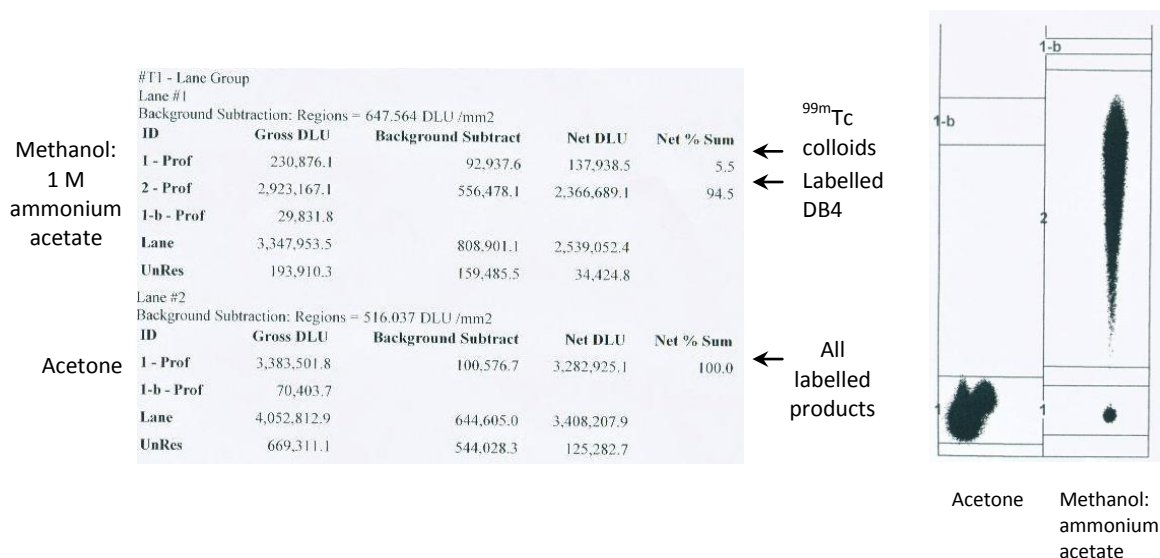 #T1 - Lane Group
Lane #1
Background Subtraction: Regions = 647.564 DLU /mm2
ID Gross DLU Background Subtract Net DLU Net % Sum
1 - Prof 230,876.1 92,937.6 137,938.5 5.5
2 - Prof 2,923,167.1 556,478.1 2,366,689.1 94.5
1-b - Prof 29,831.8
Lane 3,347,953.5 808,901.1 2,539,052.4
UnRes 193,910.3 159,485.5 34,424.8
Lane #2
Background Subtraction: Regions = 516.037 DLU /mm2
ID Gross DLU Background Subtract Net DLU Net % Sum
1 - Prof 3,383,501.8 100,576.7 3,282,925.1 100.0
1-b - Prof 70,403.7
Lane 4,052,812.9 644,605.0 3,408,207.9
UnRes 669,311.1 544,028.3 125,282.7
Methanol:
1 M
ammonium
acetate
Acetone
99mTc
colloids
Labelled
DB4
All
labelled
products
1-b
1-b
2
1
1
Acetone
Methanol:
ammonium
acetate